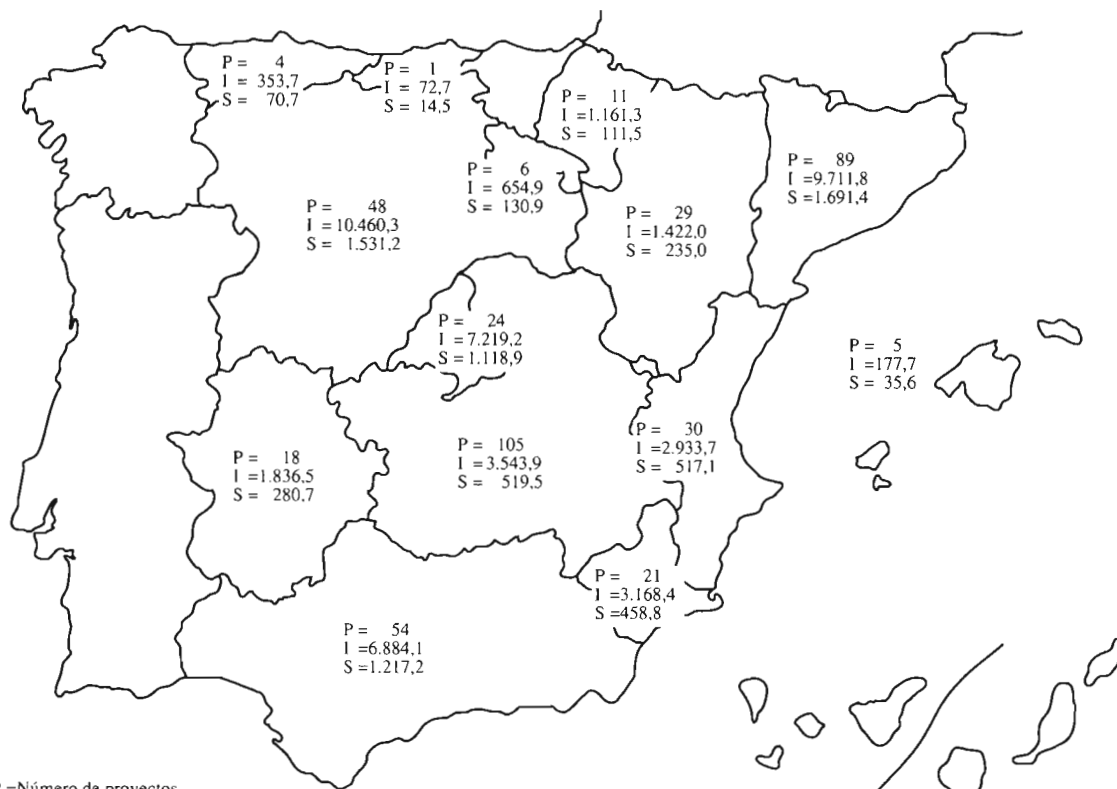 P = 4
I = 353,7
S = 70,7
P = 1
I = 72,7
S = 14,5
P = 11
I =1.161,3
S = 111,5
P = 6
I = 654,9
S = 130,9
P = 89
I =9.711,8
S =1.691,4
P = 48
I =10.460,3
S = 1.531,2
P = 29
I =1.422,0
S = 235,0
P = 24
I =7.219,2
S =1.118,9
P = 5
I =177,7
S = 35,6
P = 30
I =2.933,7
S = 517,1
P = 18
I =1.836,5
S = 280,7
P = 105
I =3.543,9
S = 519,5
P = 21
I =3.168,4
S =458,8
P = 54
I =6.884,1
S =1.217,2
P =Número de proyectos